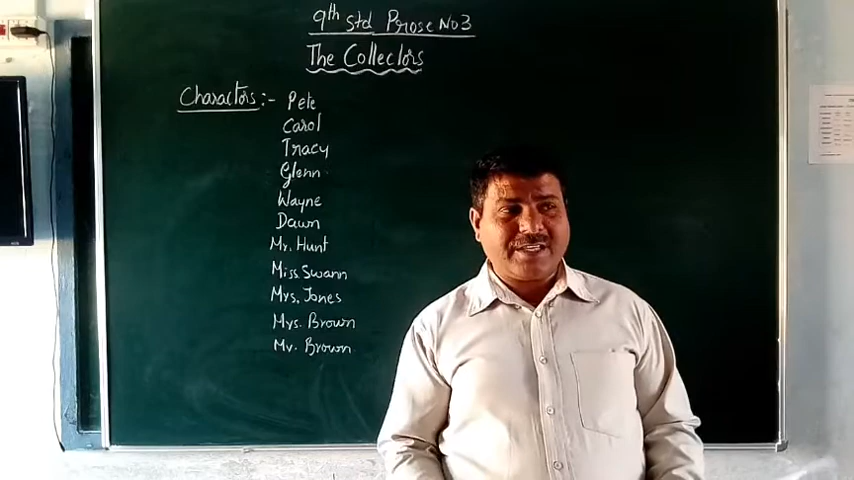 9th Std Prose No 3
The Collectors
Charactors :- Pete
Carol
Tracy
Glenn
Wayne
Dawn
Mr. Hunt
Miss Swann
Mrs. Jones
Mrs. Brown
Mr. Brown